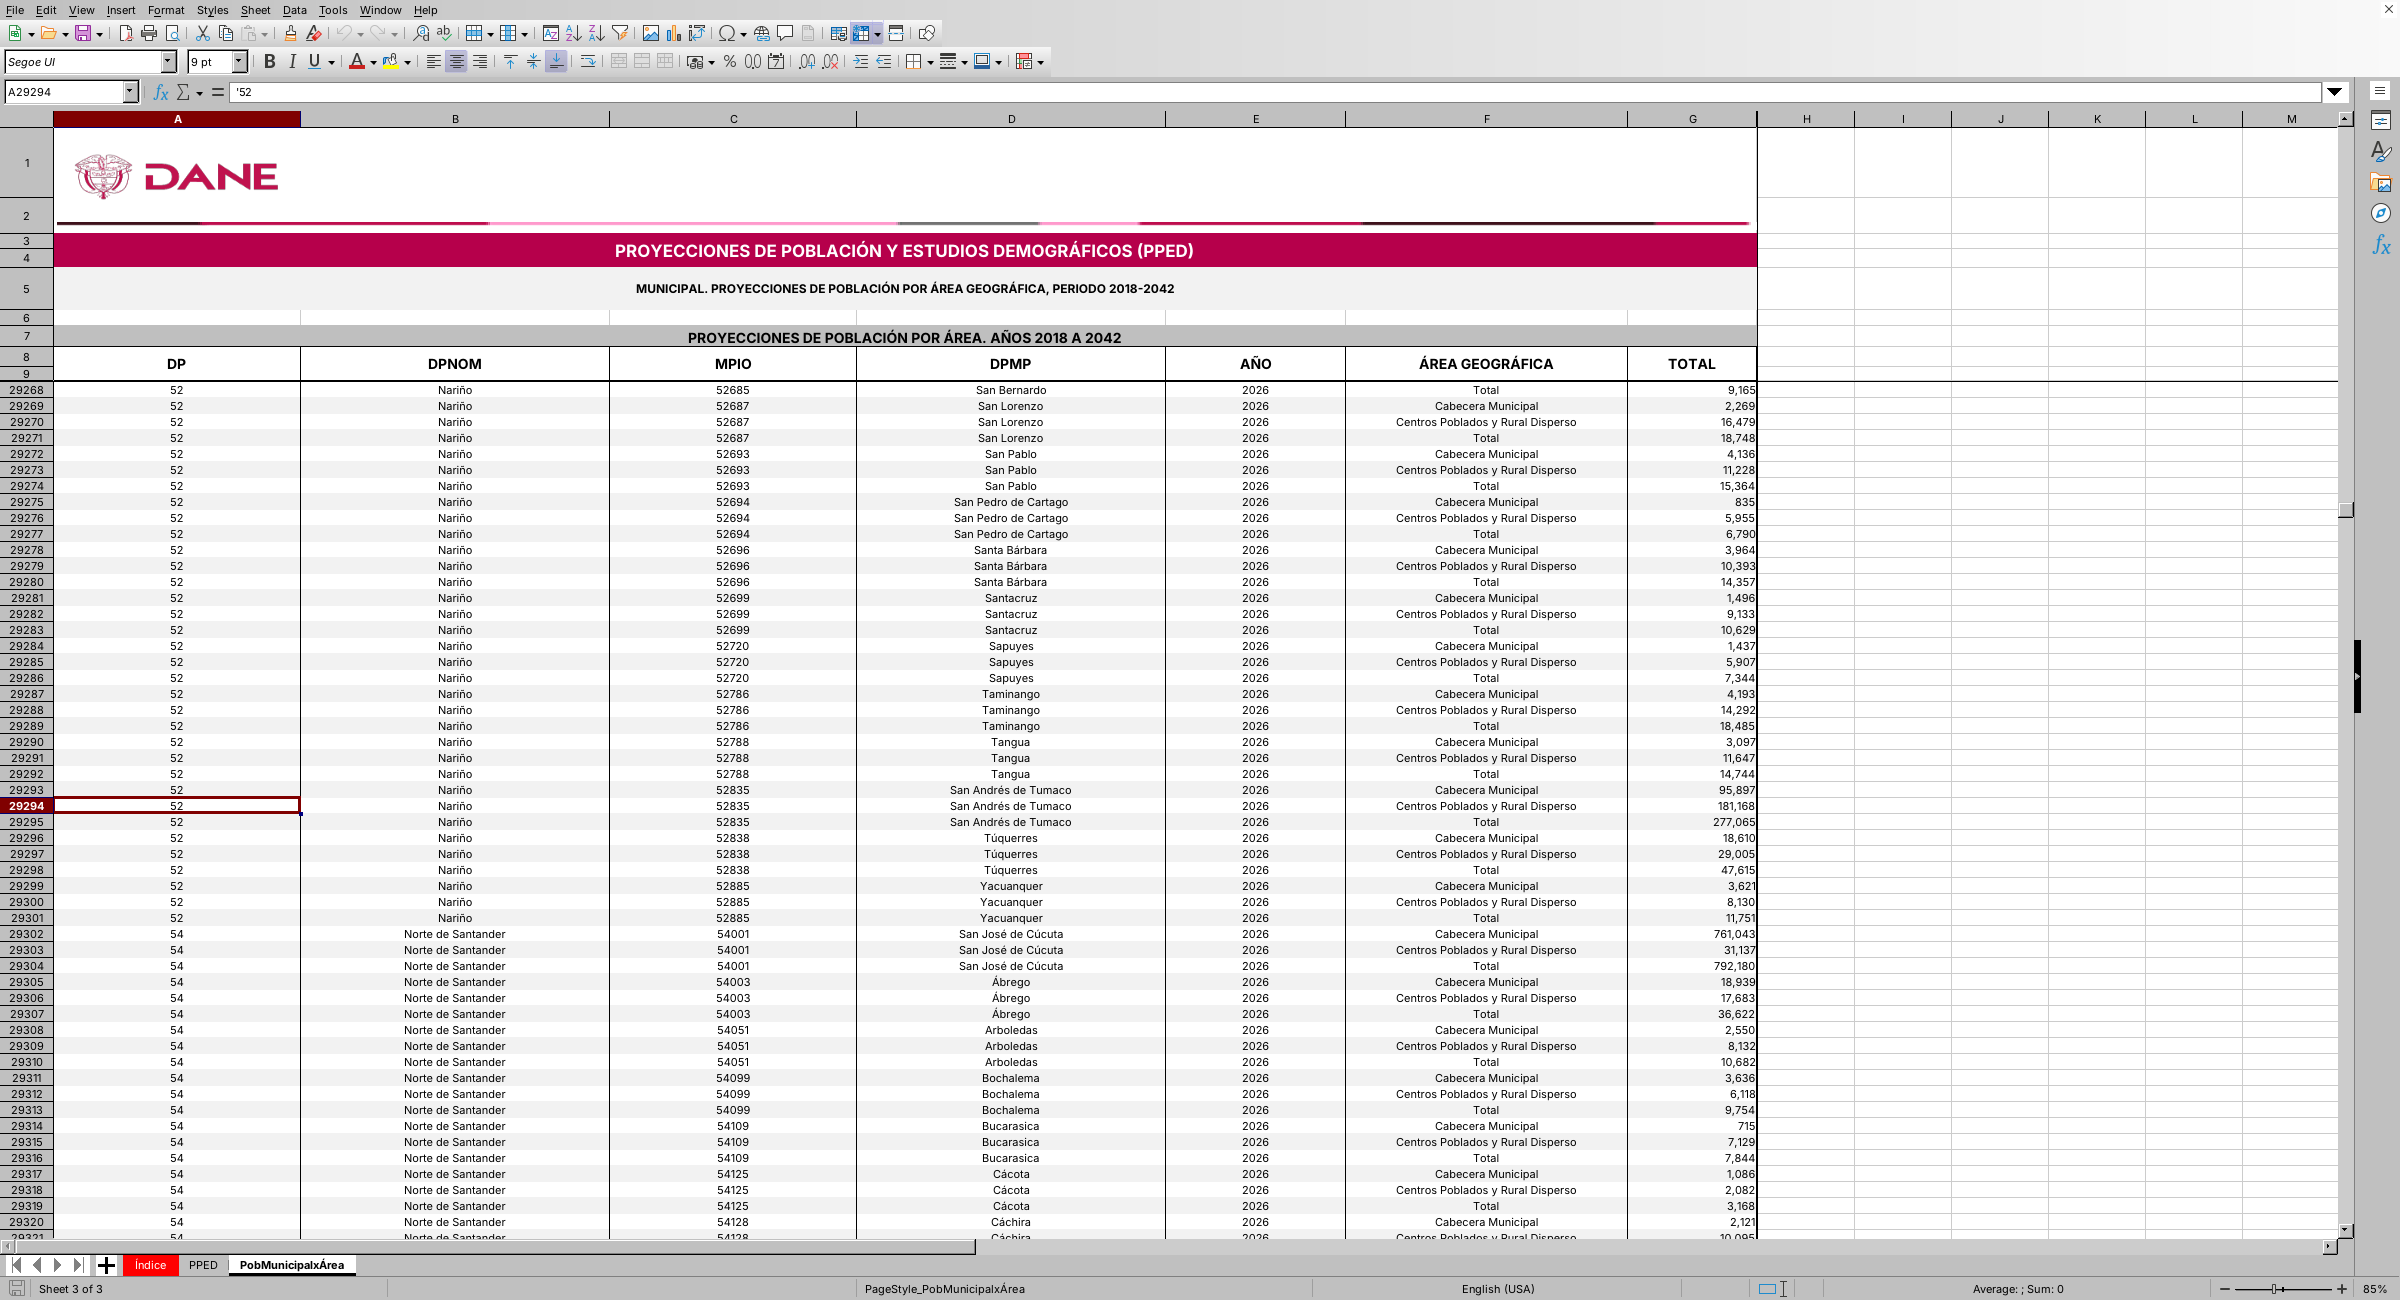 File Edit View Insert Format Styles Sheet Data Tools Window Help
Segoe UI 9 pt
A29294 '52
A B C D E F G H I J K L M
1
DANE
2
3
PROYECCIONES DE POBLACIÓN Y ESTUDIOS DEMOGRÁFICOS (PPED)
4
5 MUNICIPAL. PROYECCIONES DE POBLACIÓN POR ÁREA GEOGRÁFICA, PERIODO 2018-2042
6
7 PROYECCIONES DE POBLACIÓN POR ÁREA. AÑOS 2018 A 2042
8
DP DPNOM MPIO DPMP AÑO ÁREA GEOGRÁFICA TOTAL
9
29268 52 Nariño 52685 San Bernardo 2026 Total 9,165
29269 52 Nariño 52687 San Lorenzo 2026 Cabecera Municipal 2,269
29270 52 Nariño 52687 San Lorenzo 2026 Centros Poblados y Rural Disperso 16,479
29271 52 Nariño 52687 San Lorenzo 2026 Total 18,748
29272 52 Nariño 52693 San Pablo 2026 Cabecera Municipal 4,136
29273 52 Nariño 52693 San Pablo 2026 Centros Poblados y Rural Disperso 11,228
29274 52 Nariño 52693 San Pablo 2026 Total 15,364
29275 52 Nariño 52694 San Pedro de Cartago 2026 Cabecera Municipal 835
29276 52 Nariño 52694 San Pedro de Cartago 2026 Centros Poblados y Rural Disperso 5,955
29277 52 Nariño 52694 San Pedro de Cartago 2026 Total 6,790
29278 52 Nariño 52696 Santa Bárbara 2026 Cabecera Municipal 3,964
29279 52 Nariño 52696 Santa Bárbara 2026 Centros Poblados y Rural Disperso 10,393
29280 52 Nariño 52696 Santa Bárbara 2026 Total 14,357
29281 52 Nariño 52699 Santacruz 2026 Cabecera Municipal 1,496
29282 52 Nariño 52699 Santacruz 2026 Centros Poblados y Rural Disperso 9,133
29283 52 Nariño 52699 Santacruz 2026 Total 10,629
29284 52 Nariño 52720 Sapuyes 2026 Cabecera Municipal 1,437
29285 52 Nariño 52720 Sapuyes 2026 Centros Poblados y Rural Disperso 5,907
29286 52 Nariño 52720 Sapuyes 2026 Total 7,344
29287 52 Nariño 52786 Taminango 2026 Cabecera Municipal 4,193
29288 52 Nariño 52786 Taminango 2026 Centros Poblados y Rural Disperso 14,292
29289 52 Nariño 52786 Taminango 2026 Total 18,485
29290 52 Nariño 52788 Tangua 2026 Cabecera Municipal 3,097
29291 52 Nariño 52788 Tangua 2026 Centros Poblados y Rural Disperso 11,647
29292 52 Nariño 52788 Tangua 2026 Total 14,744
29293 52 Nariño 52835 San Andrés de Tumaco 2026 Cabecera Municipal 95,897
29294 52 Nariño 52835 San Andrés de Tumaco 2026 Centros Poblados y Rural Disperso 181,168
29295 52 Nariño 52835 San Andrés de Tumaco 2026 Total 277,065
29296 52 Nariño 52838 Túquerres 2026 Cabecera Municipal 18,610
29297 52 Nariño 52838 Túquerres 2026 Centros Poblados y Rural Disperso 29,005
29298 52 Nariño 52838 Túquerres 2026 Total 47,615
29299 52 Nariño 52885 Yacuanquer 2026 Cabecera Municipal 3,621
29300 52 Nariño 52885 Yacuanquer 2026 Centros Poblados y Rural Disperso 8,130
29301 52 Nariño 52885 Yacuanquer 2026 Total 11,751
29302 54 Norte de Santander 54001 San José de Cúcuta 2026 Cabecera Municipal 761,043
29303 54 Norte de Santander 54001 San José de Cúcuta 2026 Centros Poblados y Rural Disperso 31,137
29304 54 Norte de Santander 54001 San José de Cúcuta 2026 Total 792,180
29305 54 Norte de Santander 54003 Ábrego 2026 Cabecera Municipal 18,939
29306 54 Norte de Santander 54003 Ábrego 2026 Centros Poblados y Rural Disperso 17,683
29307 54 Norte de Santander 54003 Ábrego 2026 Total 36,622
29308 54 Norte de Santander 54051 Arboledas 2026 Cabecera Municipal 2,550
29309 54 Norte de Santander 54051 Arboledas 2026 Centros Poblados y Rural Disperso 8,132
29310 54 Norte de Santander 54051 Arboledas 2026 Total 10,682
29311 54 Norte de Santander 54099 Bochalema 2026 Cabecera Municipal 3,636
29312 54 Norte de Santander 54099 Bochalema 2026 Centros Poblados y Rural Disperso 6,118
29313 54 Norte de Santander 54099 Bochalema 2026 Total 9,754
29314 54 Norte de Santander 54109 Bucarasica 2026 Cabecera Municipal 715
29315 54 Norte de Santander 54109 Bucarasica 2026 Centros Poblados y Rural Disperso 7,129
29316 54 Norte de Santander 54109 Bucarasica 2026 Total 7,844
29317 54 Norte de Santander 54125 Cácota 2026 Cabecera Municipal 1,086
29318 54 Norte de Santander 54125 Cácota 2026 Centros Poblados y Rural Disperso 2,082
29319 54 Norte de Santander 54125 Cácota 2026 Total 3,168
29320 54 Norte de Santander 54128 Cáchira 2026 Cabecera Municipal 2,121
29321 54 Norte de Santander 54128 Cáchira 2026 Centros Poblados y Rural Disperso 10,095
Índice PPED PobMunicipalxÁrea
Sheet 3 of 3 PageStyle_PobMunicipalxÁrea English (USA) Average: ; Sum: 0 85%